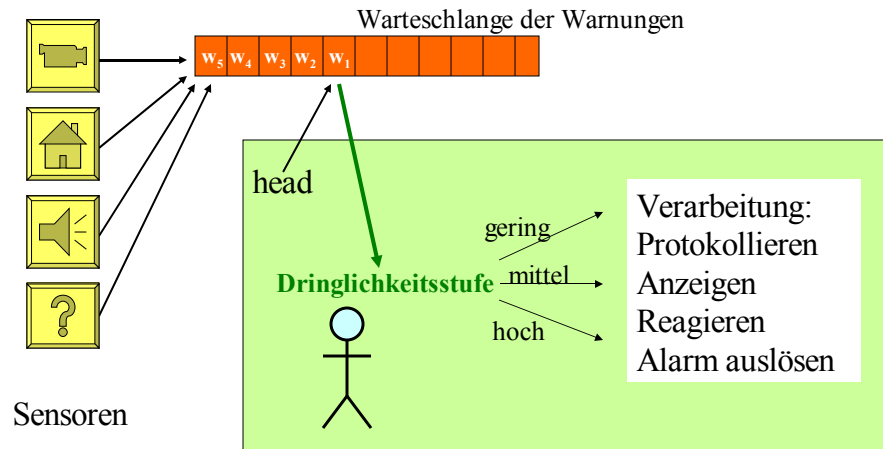 Warteschlange der Warnungen
w5 w4 w3 w2 w1
head
Dringlichkeitsstufe
gering
mittel
hoch
Verarbeitung:
Protokollieren
Anzeigen
Reagieren
Alarm auslösen
?
Sensoren